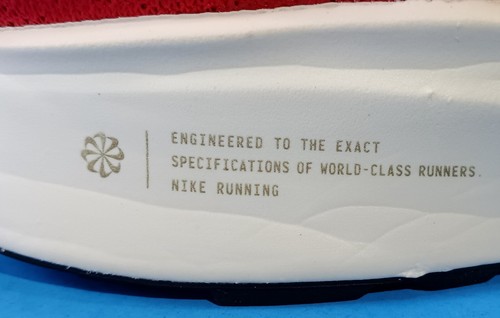 ENGINEERED TO THE EXACT
SPECIFICATIONS OF WORLD-CLASS RUNNERS.
NIKE RUNNING